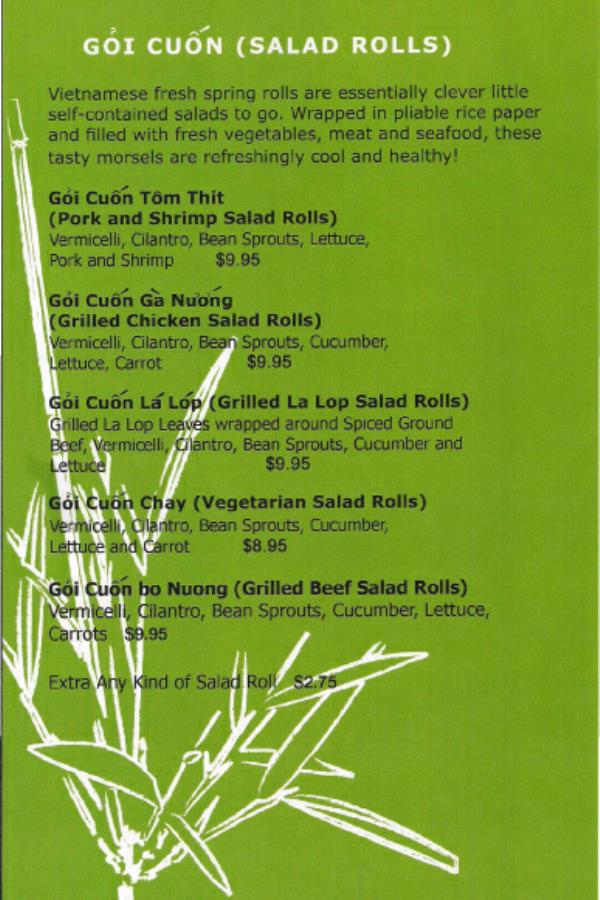 GỎI CUỐN (SALAD ROLLS)
Vietnamese fresh spring rolls are essentially clever little
self-contained salads to go. Wrapped in pliable rice paper
and filled with fresh vegetables, meat and seafood, these
tasty morsels are refreshingly cool and healthy!
Gỏi Cuốn Tôm Thit
(Pork and Shrimp Salad Rolls)
Vermicelli, Cilantro, Bean Sprouts, Lettuce,
Pork and Shrimp $9.95
Gỏi Cuốn Gà Nướng
(Grilled Chicken Salad Rolls)
Vermicelli, Cilantro, Bean Sprouts, Cucumber,
Lettuce, Carrot $9.95
Gỏi Cuốn Lá Lốp (Grilled La Lop Salad Rolls)
Grilled La Lop Leaves wrapped around Spiced Ground
Beef, Vermicelli, Cilantro, Bean Sprouts, Cucumber and
Lettuce $9.95
Gỏi Cuốn Chay (Vegetarian Salad Rolls)
Vermicelli, Cilantro, Bean Sprouts, Cucumber,
Lettuce and Carrot $8.95
Gỏi Cuốn bo Nuong (Grilled Beef Salad Rolls)
Vermicelli, Cilantro, Bean Sprouts, Cucumber, Lettuce,
Carrots $9.95
Extra Any Kind of Salad Roll $2.75